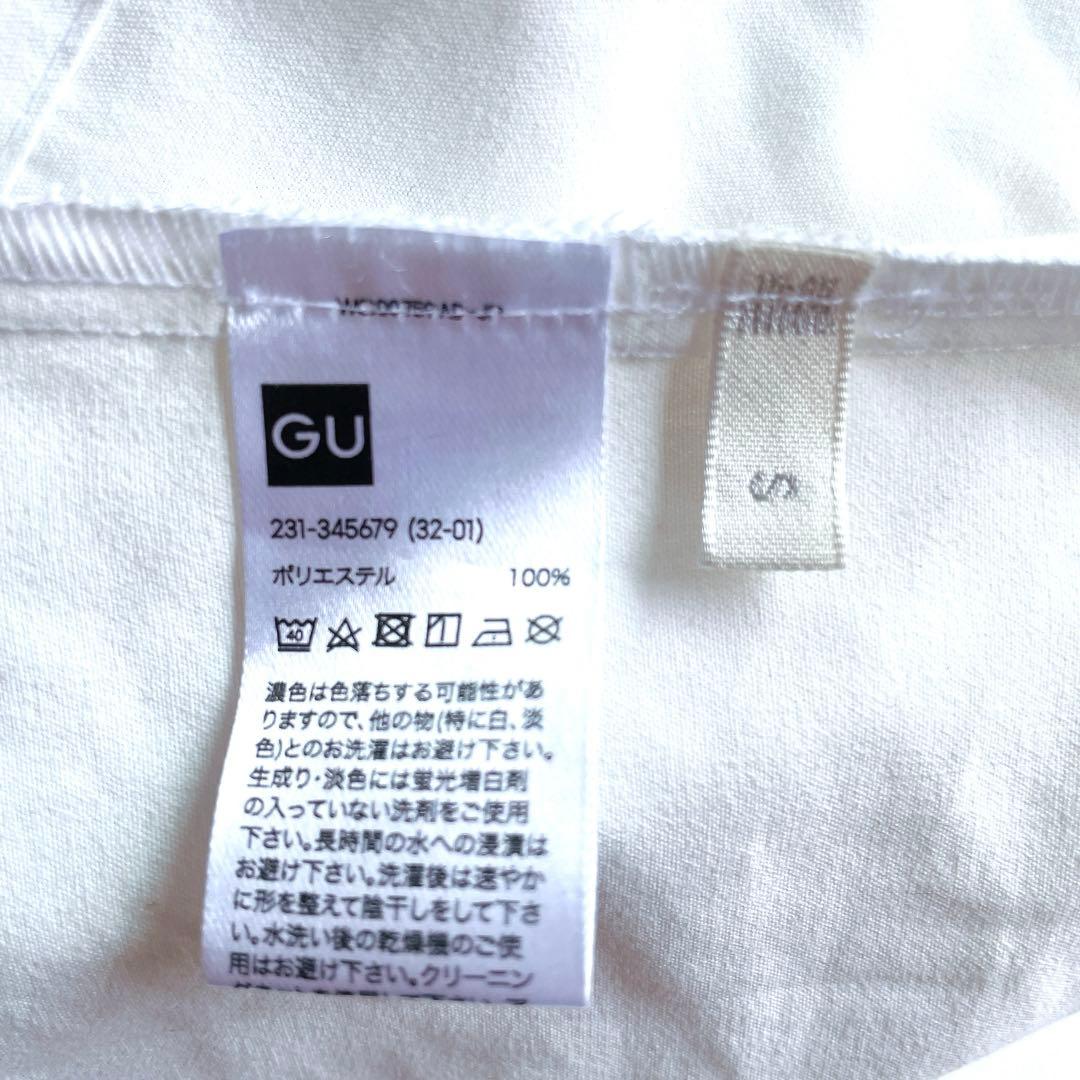 GU
231-345679 (32-01)
ポリエステル 100%
40
濃色は色落ちする可能性があ
りますので、他の物(特に白、淡
色)とのお洗濯はお避け下さい。
生成り・淡色には蛍光増白剤
の入っていない洗剤をご使用
下さい。長時間の水への浸漬は
お避け下さい。洗濯後は速やか
に形を整えて陰干しをして下さ
い。水洗い後の乾燥機のご使
用はお避け下さい。クリーニン
S